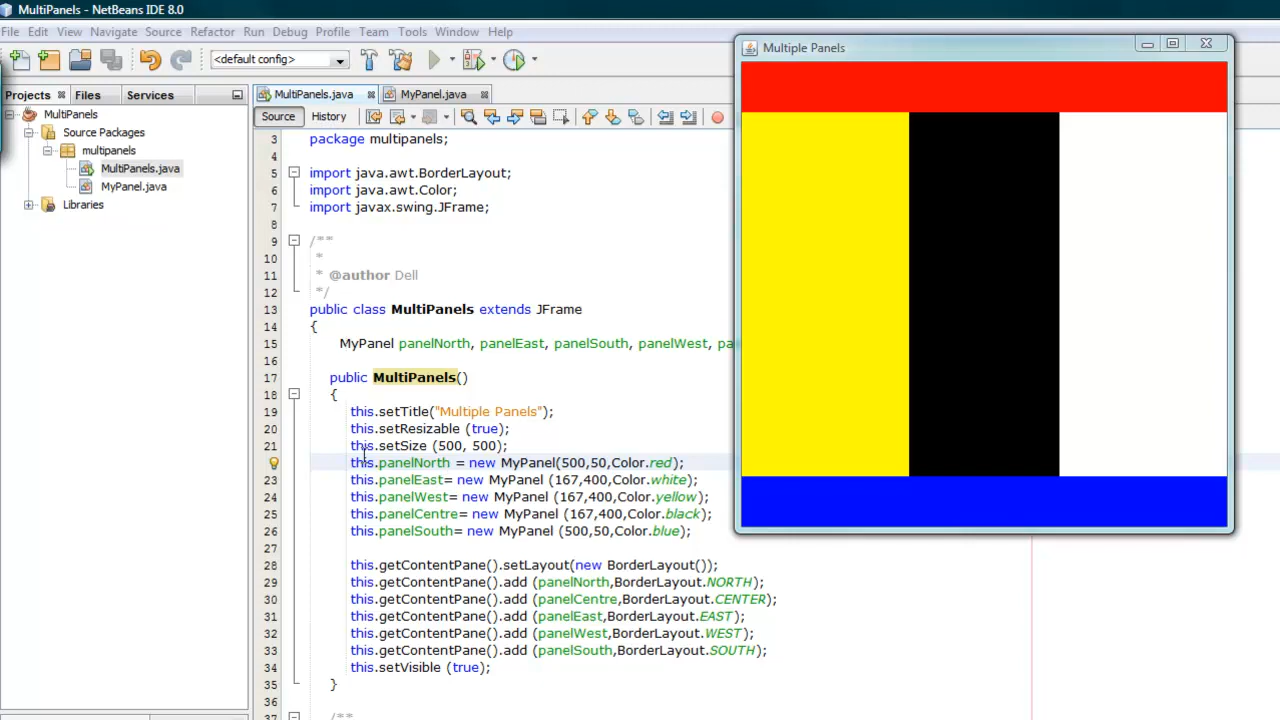 MultiPanels - NetBeans IDE 8.0
File Edit View Navigate Source Refactor Run Debug Profile Team Tools Window Help
<default config>
Projects Files Services
MultiPanels
Source Packages
multipanels
MultiPanels.java
MyPanel.java
Libraries
MultiPanels.java MyPanel.java
Source History
3 package multipanels;
4
5 import java.awt.BorderLayout;
6 import java.awt.Color;
7 import javax.swing.JFrame;
8
9 /**
10 *
11 * @author Dell
12 */
13 public class MultiPanels extends JFrame
14 {
15 MyPanel panelNorth, panelEast, panelSouth, panelWest,
16
17 public MultiPanels()
18 {
19 this.setTitle("Multiple Panels");
20 this.setResizable (true);
21 this.setSize (500, 500);
this.panelNorth = new MyPanel(500,50,Color.red);
23 this.panelEast= new MyPanel (167,400,Color.white);
24 this.panelWest= new MyPanel (167,400,Color.yellow);
25 this.panelCentre= new MyPanel (167,400,Color.black);
26 this.panelSouth= new MyPanel (500,50,Color.blue);
27
28 this.getContentPane().setLayout(new BorderLayout());
29 this.getContentPane().add (panelNorth,BorderLayout.NORTH);
30 this.getContentPane().add (panelCentre,BorderLayout.CENTER);
31 this.getContentPane().add (panelEast,BorderLayout.EAST);
32 this.getContentPane().add (panelWest,BorderLayout.WEST);
33 this.getContentPane().add (panelSouth,BorderLayout.SOUTH);
34 this.setVisible (true);
35 }
36
37 /**
Multiple Panels